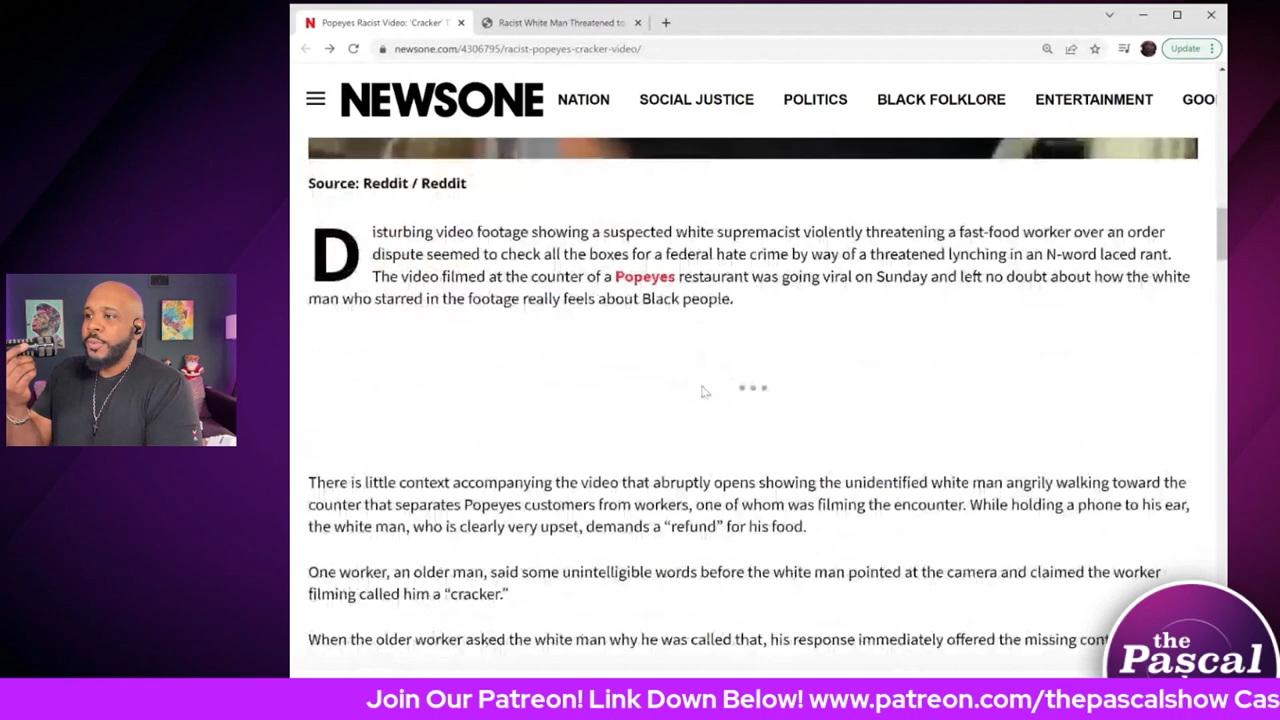 Popeyes Racist Video: 'Cracker' T
Racist White Man Threatened to
newsone.com/4306795/racist-popeyes-cracker-video/
Update
NEWSONE
NATION
SOCIAL JUSTICE
POLITICS
BLACK FOLKLORE
ENTERTAINMENT
GOO
Source: Reddit / Reddit
Disturbing video footage showing a suspected white supremacist violently threatening a fast-food worker over an order
dispute seemed to check all the boxes for a federal hate crime by way of a threatened lynching in an N-word laced rant.
The video filmed at the counter of a Popeyes restaurant was going viral on Sunday and left no doubt about how the white
man who starred in the footage really feels about Black people.
There is little context accompanying the video that abruptly opens showing the unidentified white man angrily walking toward the
counter that separates Popeyes customers from workers, one of whom was filming the encounter. While holding a phone to his ear,
the white man, who is clearly very upset, demands a “refund” for his food.
One worker, an older man, said some unintelligible words before the white man pointed at the camera and claimed the worker
filming called him a “cracker.”
When the older worker asked the white man why he was called that, his response immediately offered the missing con
the
Pascal
Join Our Patreon! Link Down Below! www.patreon.com/thepascalshow Cas